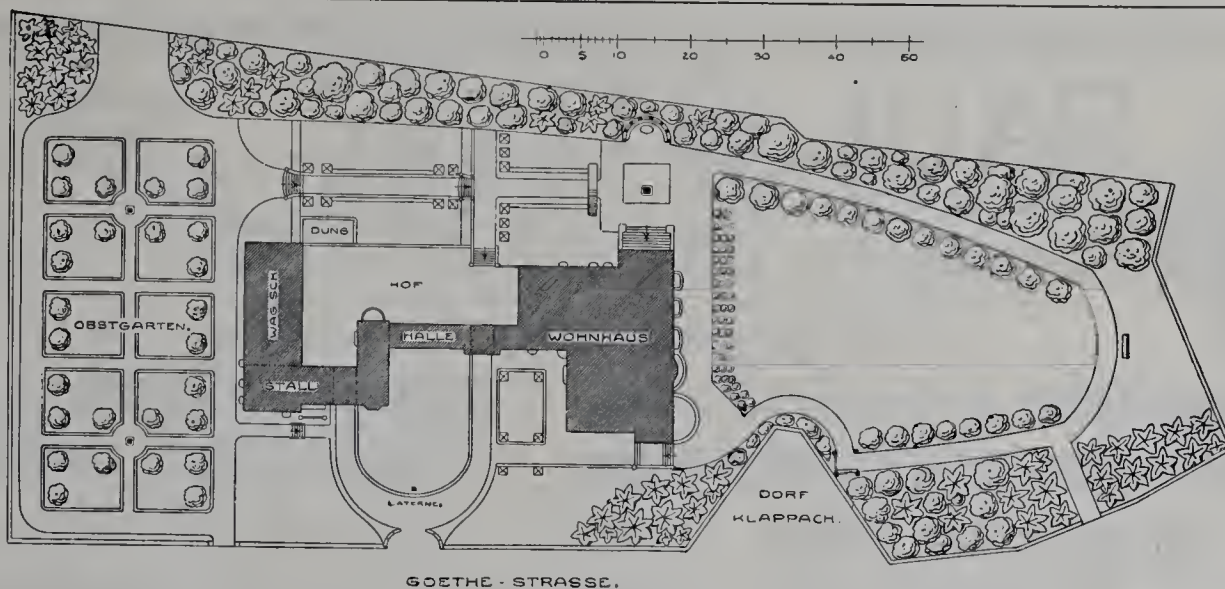 0 5 10 20 30 40 50
DUNG
WAG.SCH
HOF
OBSTGARTEN.
HALLE
WOHNHAUS
STALL
LATERNE.
DORF
KLAPPACH.
GOETHE - STRASSE.